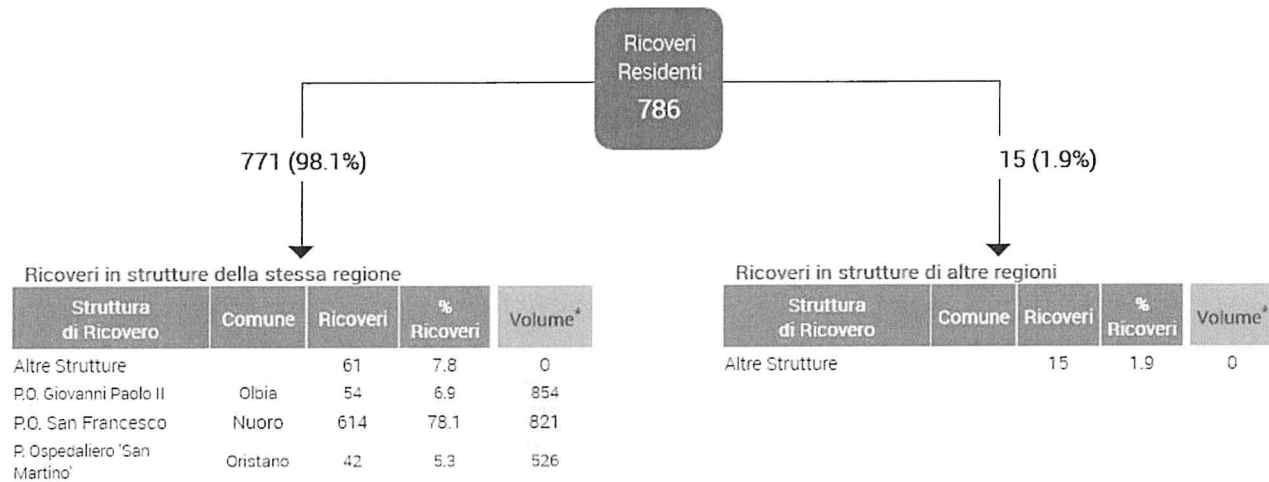 Ricoveri
Residenti
786
771 (98.1%)
15 (1.9%)
Ricoveri in strutture della stessa regione
Struttura di Ricovero Comune Ricoveri % Ricoveri Volume*
Altre Strutture 61 7.8 0
P.O. Giovanni Paolo II Olbia 54 6.9 854
P.O. San Francesco Nuoro 614 78.1 821
P. Ospedaliero 'San Martino' Oristano 42 5.3 526
Ricoveri in strutture di altre regioni
Struttura di Ricovero Comune Ricoveri % Ricoveri Volume*
Altre Strutture 15 1.9 0